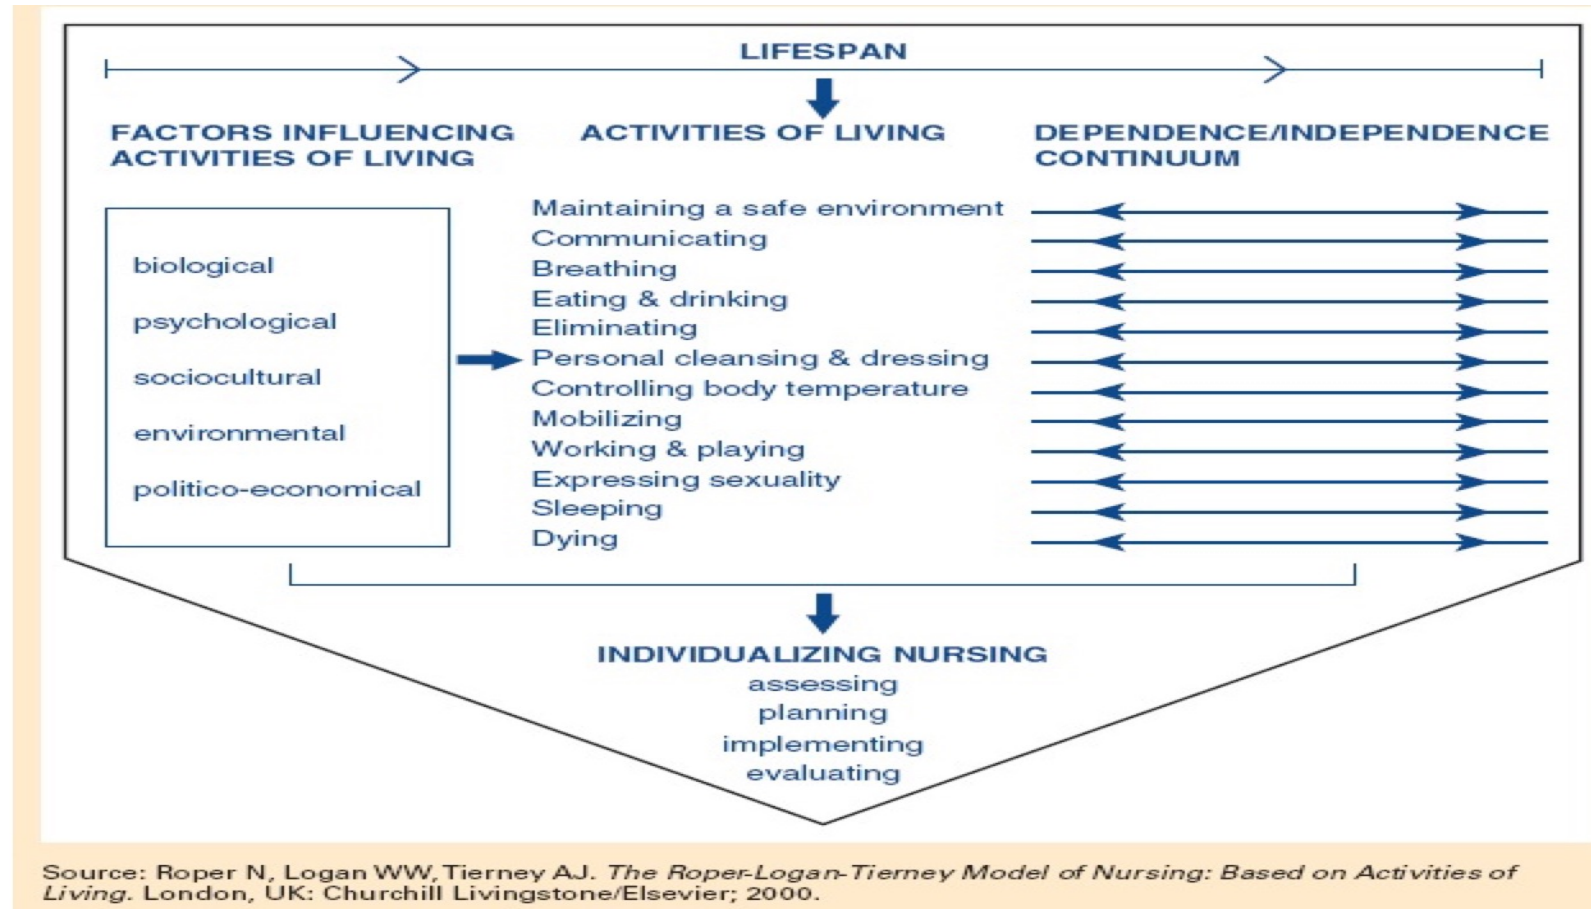 LIFESPAN
FACTORS INFLUENCING
ACTIVITIES OF LIVING
biological
psychological
sociocultural
environmental
politico-economical
ACTIVITIES OF LIVING
Maintaining a safe environment
Communicating
Breathing
Eating & drinking
Eliminating
Personal cleansing & dressing
Controlling body temperature
Mobilizing
Working & playing
Expressing sexuality
Sleeping
Dying
DEPENDENCE/INDEPENDENCE
CONTINUUM
INDIVIDUALIZING NURSING
assessing
planning
implementing
evaluating
Source: Roper N, Logan WW, Tierney AJ. The Roper-Logan-Tierney Model of Nursing: Based on Activities of
Living. London, UK: Churchill Livingstone/Elsevier; 2000.